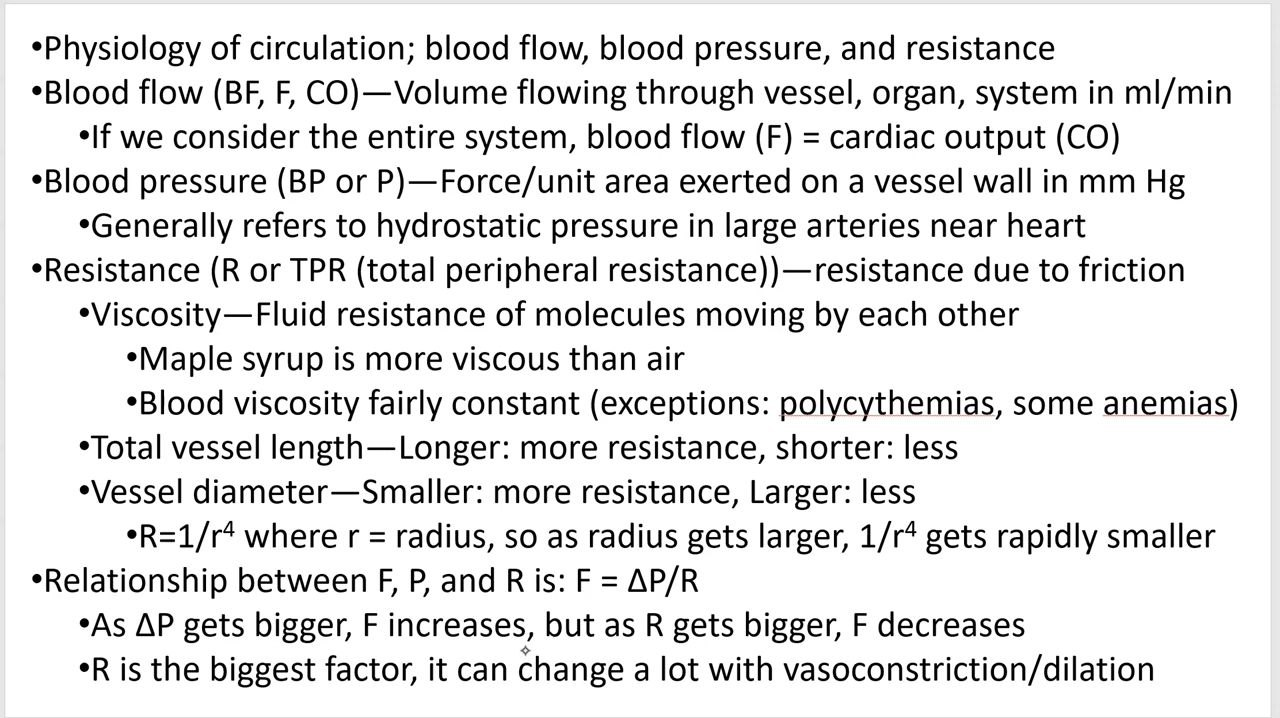 •Physiology of circulation; blood flow, blood pressure, and resistance
•Blood flow (BF, F, CO)—Volume flowing through vessel, organ, system in ml/min
•If we consider the entire system, blood flow (F) = cardiac output (CO)
•Blood pressure (BP or P)—Force/unit area exerted on a vessel wall in mm Hg
•Generally refers to hydrostatic pressure in large arteries near heart
•Resistance (R or TPR (total peripheral resistance))—resistance due to friction
•Viscosity—Fluid resistance of molecules moving by each other
•Maple syrup is more viscous than air
•Blood viscosity fairly constant (exceptions: polycythemias, some anemias)
•Total vessel length—Longer: more resistance, shorter: less
•Vessel diameter—Smaller: more resistance, Larger: less
•R=1/r⁴ where r = radius, so as radius gets larger, 1/r⁴ gets rapidly smaller
•Relationship between F, P, and R is: F = ΔP/R
•As ΔP gets bigger, F increases, but as R gets bigger, F decreases
•R is the biggest factor, it can change a lot with vasoconstriction/dilation